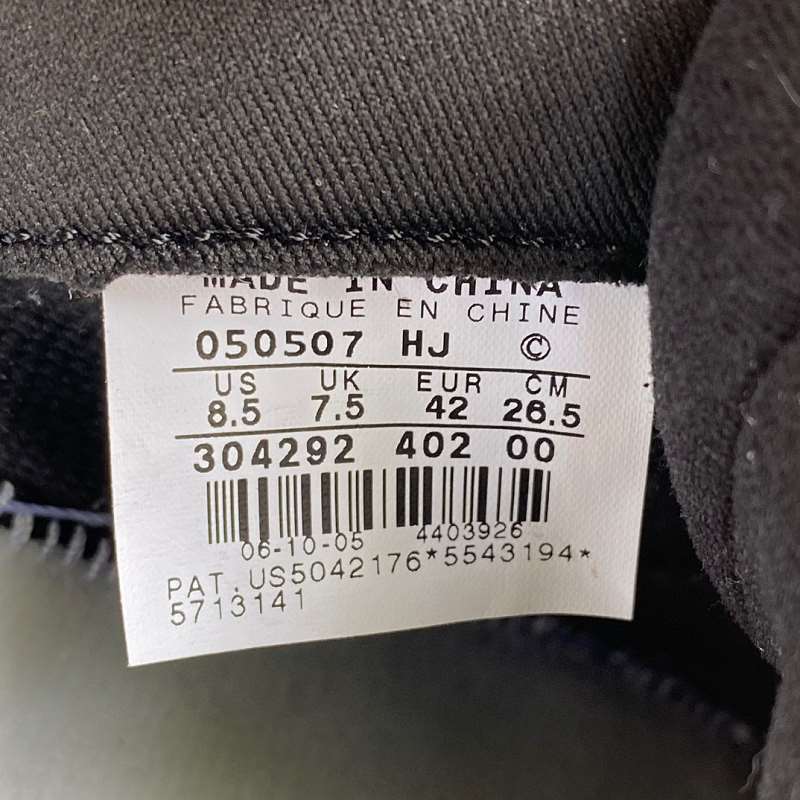 MADE IN CHINA
FABRIQUE EN CHINE
050507 HJ ©
US UK EUR CM
8.5 7.5 42 26.5
304292 402 00
06-10-05 4403926
PAT.US5042176*5543194*
5713141